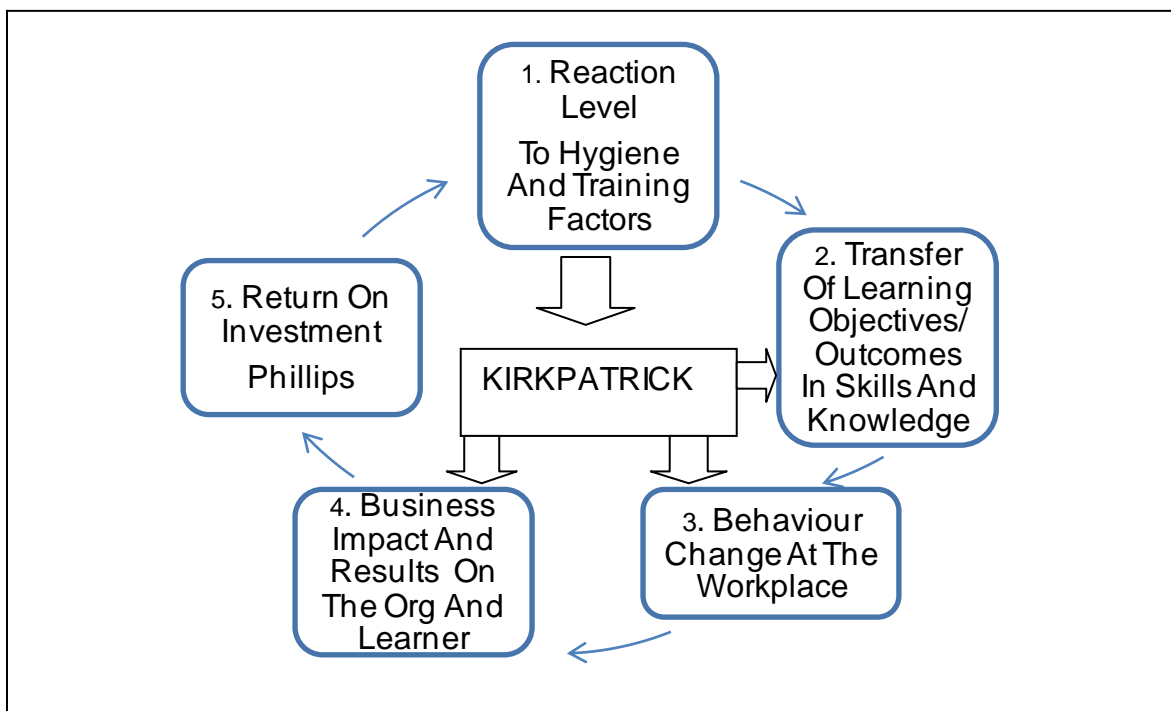 1. Reaction
Level
To Hygiene
And Training
Factors
2. Transfer
Of Learning
Objectives/
Outcomes
In Skills And
Knowledge
5. Return On
Investment
Phillips
KIRKPATRICK
4. Business
Impact And
Results On
The Org And
Learner
3. Behaviour
Change At The
Workplace